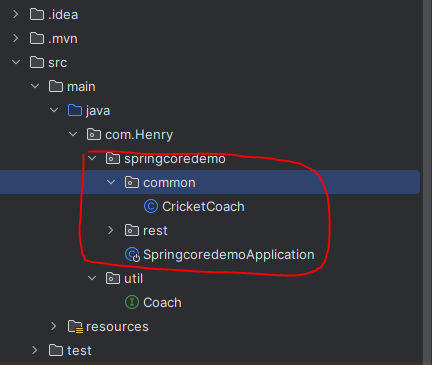 .idea
.mvn
src
main
java
com.Henry
springcoredemo
common
CricketCoach
rest
SpringcoredemoApplication
util
Coach
resources
test